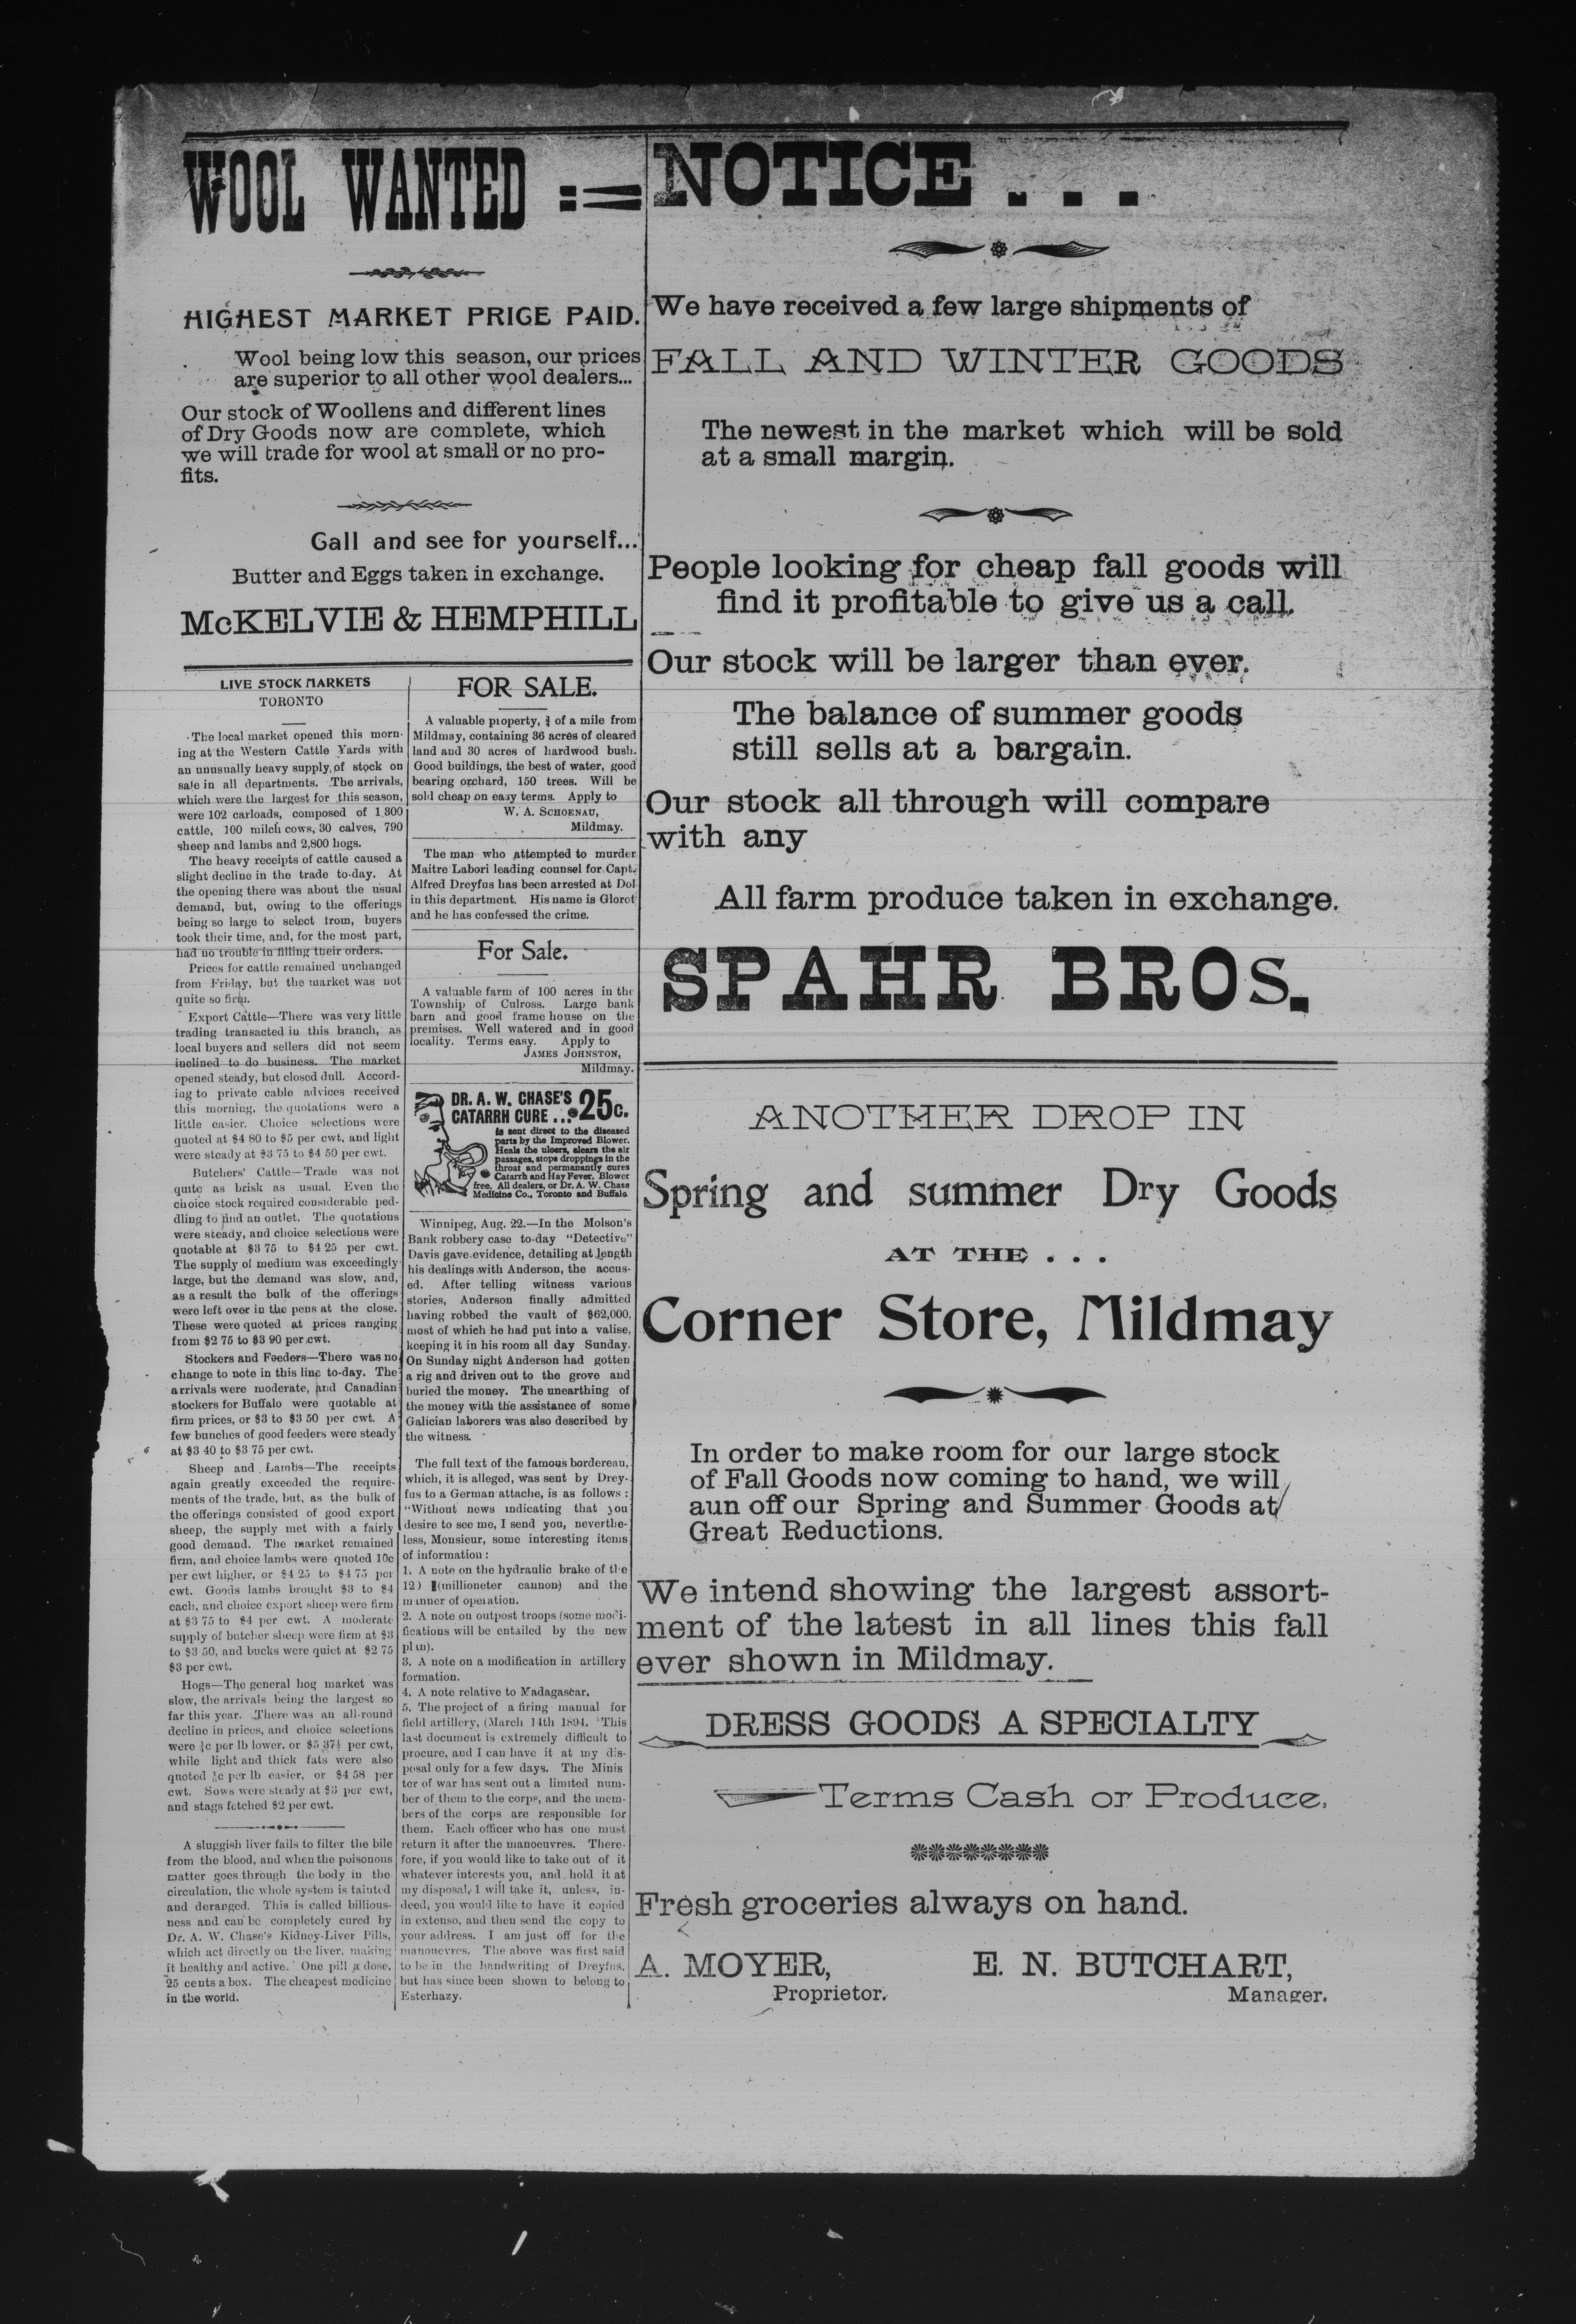 WOOL WANTED
HIGHEST MARKET PRICE PAID.
Wool being low this season, our prices
are superior to all other wool dealers...
Our stock of Woollens and different lines
of Dry Goods now are complete, which
we will trade for wool at small or no pro-
fits.
Call and see for yourself...
Butter and Eggs taken in exchange.
McKELVIE & HEMPHILL
LIVE STOCK MARKETS
TORONTO
The local market opened this morn-
ing at the Western Cattle Yards with
an unusually heavy supply of stock on
sale in all departments. The arrivals,
which were the largest for this season,
were 102 carloads, composed of 1,300
cattle, 100 milch cows, 30 calves, 790
sheep and lambs and 2,800 hogs.
The heavy receipts of cattle caused a
slight decline in the trade to-day. At
the opening there was about the usual
demand, but, owing to the offerings
being so large to select from, buyers
took their time, and, for the most part,
had no trouble in filling their orders.
Prices for cattle remained unchanged
from Friday, but the market was not
quite so firm.
Export Cattle—There was very little
trading transacted in this branch, as
local buyers and sellers did not seem
inclined to do business. The market
opened steady, but closed dull. Accord-
ing to private cable advices received
this morning, the quotations were a
little easier. Choice selections were
quoted at $4 80 to $5 per cwt, and light
were steady at $3 75 to $4 50 per cwt.
Butchers' Cattle—Trade was not
quite as brisk as usual. Even the
choice stock required considerable ped-
dling to find an outlet. The quotations
were steady, and choice selections were
quotable at $3 75 to $4 25 per cwt.
The supply of medium was exceedingly
large, but the demand was slow, and,
as a result the bulk of the offerings
were left over in the pens at the close.
These were quoted at prices ranging
from $2 75 to $3 90 per cwt.
Stockers and Feeders—There was no
change to note in this line to-day. The
arrivals were moderate, and Canadian
stockers for Buffalo were quotable at
firm prices, or $3 to $3 50 per cwt. A
few bunches of good feeders were steady
at $3 40 to $3 75 per cwt.
Sheep and Lambs—The receipts
again greatly exceeded the require-
ments of the trade, but, as the bulk of
the offerings consisted of good export
sheep, the supply met with a fairly
good demand. The market remained
firm, and choice lambs were quoted 10c
per cwt higher, or $4 25 to $4 75 per
cwt. Goods lambs brought $3 to $4
each, and choice export sheep were firm
at $3 75 to $4 per cwt. A moderate
supply of butcher sheep were firm at $3
to $3 50, and bucks were quiet at $2 75
$3 per cwt.
Hogs—The general hog market was
slow, the arrivals being the largest so
far this year. There was an all-round
decline in prices, and choice selections
were per lb lower, or $5 37½ per cwt,
while light and thick fats were also
quoted per lb easier, or $4 58 per
cwt. Sows were steady at $3 per cwt,
and stags fetched $2 per cwt.
A sluggish liver fails to filter the bile
from the blood, and when the poisonous
matter goes through the body in the
circulation, the whole system is tainted
and deranged. This is called billious-
ness and can be completely cured by
Dr. A. W. Chase's Kidney-Liver Pills,
which act directly on the liver, making
it healthy and active. One pill a dose,
25 cents a box. The cheapest medicine
in the world.
FOR SALE.
A valuable property, ¾ of a mile from
Mildmay, containing 36 acres of cleared
land and 30 acres of hardwood bush.
Good buildings, the best of water, good
bearing orchard, 150 trees. Will be
sold cheap on easy terms. Apply to
W. A. SCHOENAU,
Mildmay.
The man who attempted to murder
Maitre Labori leading counsel for Capt.
Alfred Dreyfus has been arrested at Dol
in this department. His name is Glorot
and he has confessed the crime.
For Sale.
A valuable farm of 100 acres in the
Township of Culross. Large bank
barn and good frame house on the
premises. Well watered and in good
locality. Terms easy. Apply to
JAMES JOHNSTON,
Mildmay.
DR. A. W. CHASE'S
CATARRH CURE ... 25c.
is sent direct to the diseased
parts by the Improved Blower.
Heals the ulcers, clears the air
passages, stops droppings in the
throat and permanantly cures
Catarrh and Hay Fever. Blower
free. All dealers, or Dr. A. W. Chase
Medicine Co., Toronto and Buffalo
Winnipeg, Aug. 22.—In the Molson's
Bank robbery case to-day "Detective"
Davis gave evidence, detailing at length
his dealings with Anderson, the accus-
ed. After telling witness various
stories, Anderson finally admitted
having robbed the vault of $62,000,
most of which he had put into a valise,
keeping it in his room all day Sunday.
On Sunday night Anderson had gotten
a rig and driven out to the grove and
buried the money. The unearthing of
the money with the assistance of some
Galician laborers was also described by
the witness.
The full text of the famous bordereau,
which, it is alleged, was sent by Drey-
fus to a German attache, is as follows :
"Without news indicating that you
desire to see me, I send you, neverthe-
less, Monsieur, some interesting items
of information :
1. A note on the hydraulic brake of the
12) (millioneter cannon) and the
manner of operation.
2. A note on outpost troops (some modi-
fications will be entailed by the new
plan).
3. A note on a modification in artillery
formation.
4. A note relative to Madagascar.
5. The project of a firing manual for
field artillery, (March 14th 1894. This
last document is extremely difficult to
procure, and I can have it at my dis-
posal only for a few days. The Minis
ter of war has sent out a limited num-
ber of them to the corps, and the mem-
bers of the corps are responsible for
them. Each officer who has one must
return it after the manoeuvres. There-
fore, if you would like to take out of it
whatever interests you, and hold it at
my disposal, I will take it, unless, in-
deed, you would like to have it copied
in extenso, and then send the copy to
your address. I am just off for the
manouevres. The above was first said
to be in the handwriting of Dreyfus,
but has since been shown to belong to
Esterhazy.
NOTICE . . .
We have received a few large shipments of
FALL AND WINTER GOODS
The newest in the market which will be sold
at a small margin.
People looking for cheap fall goods will
find it profitable to give us a call.
Our stock will be larger than ever.
The balance of summer goods
still sells at a bargain.
Our stock all through will compare
with any
All farm produce taken in exchange.
SPAHR BROS.
ANOTHER DROP IN
Spring and summer Dry Goods
AT THE . . .
Corner Store, Mildmay
In order to make room for our large stock
of Fall Goods now coming to hand, we will
aun off our Spring and Summer Goods at
Great Reductions.
We intend showing the largest assort-
ment of the latest in all lines this fall
ever shown in Mildmay.
DRESS GOODS A SPECIALTY
Terms Cash or Produce.
Fresh groceries always on hand.
A. MOYER,
Proprietor.
E. N. BUTCHART,
Manager.